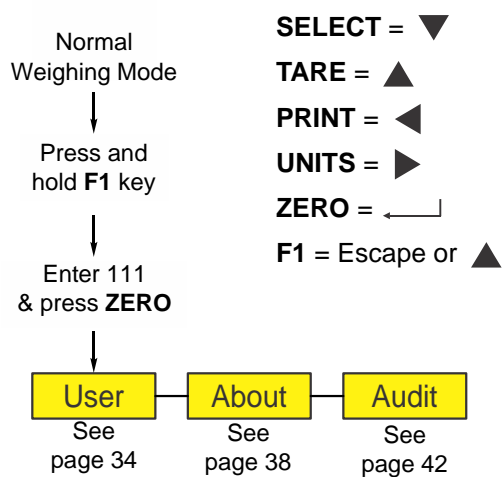 Normal
Weighing Mode
Press and
hold F1 key
Enter 111
& press ZERO
SELECT = ▼
TARE = ▲
PRINT = ◀
UNITS = ▶
ZERO = ↵
F1 = Escape or ▲
User
About
Audit
See
page 34
See
page 38
See
page 42